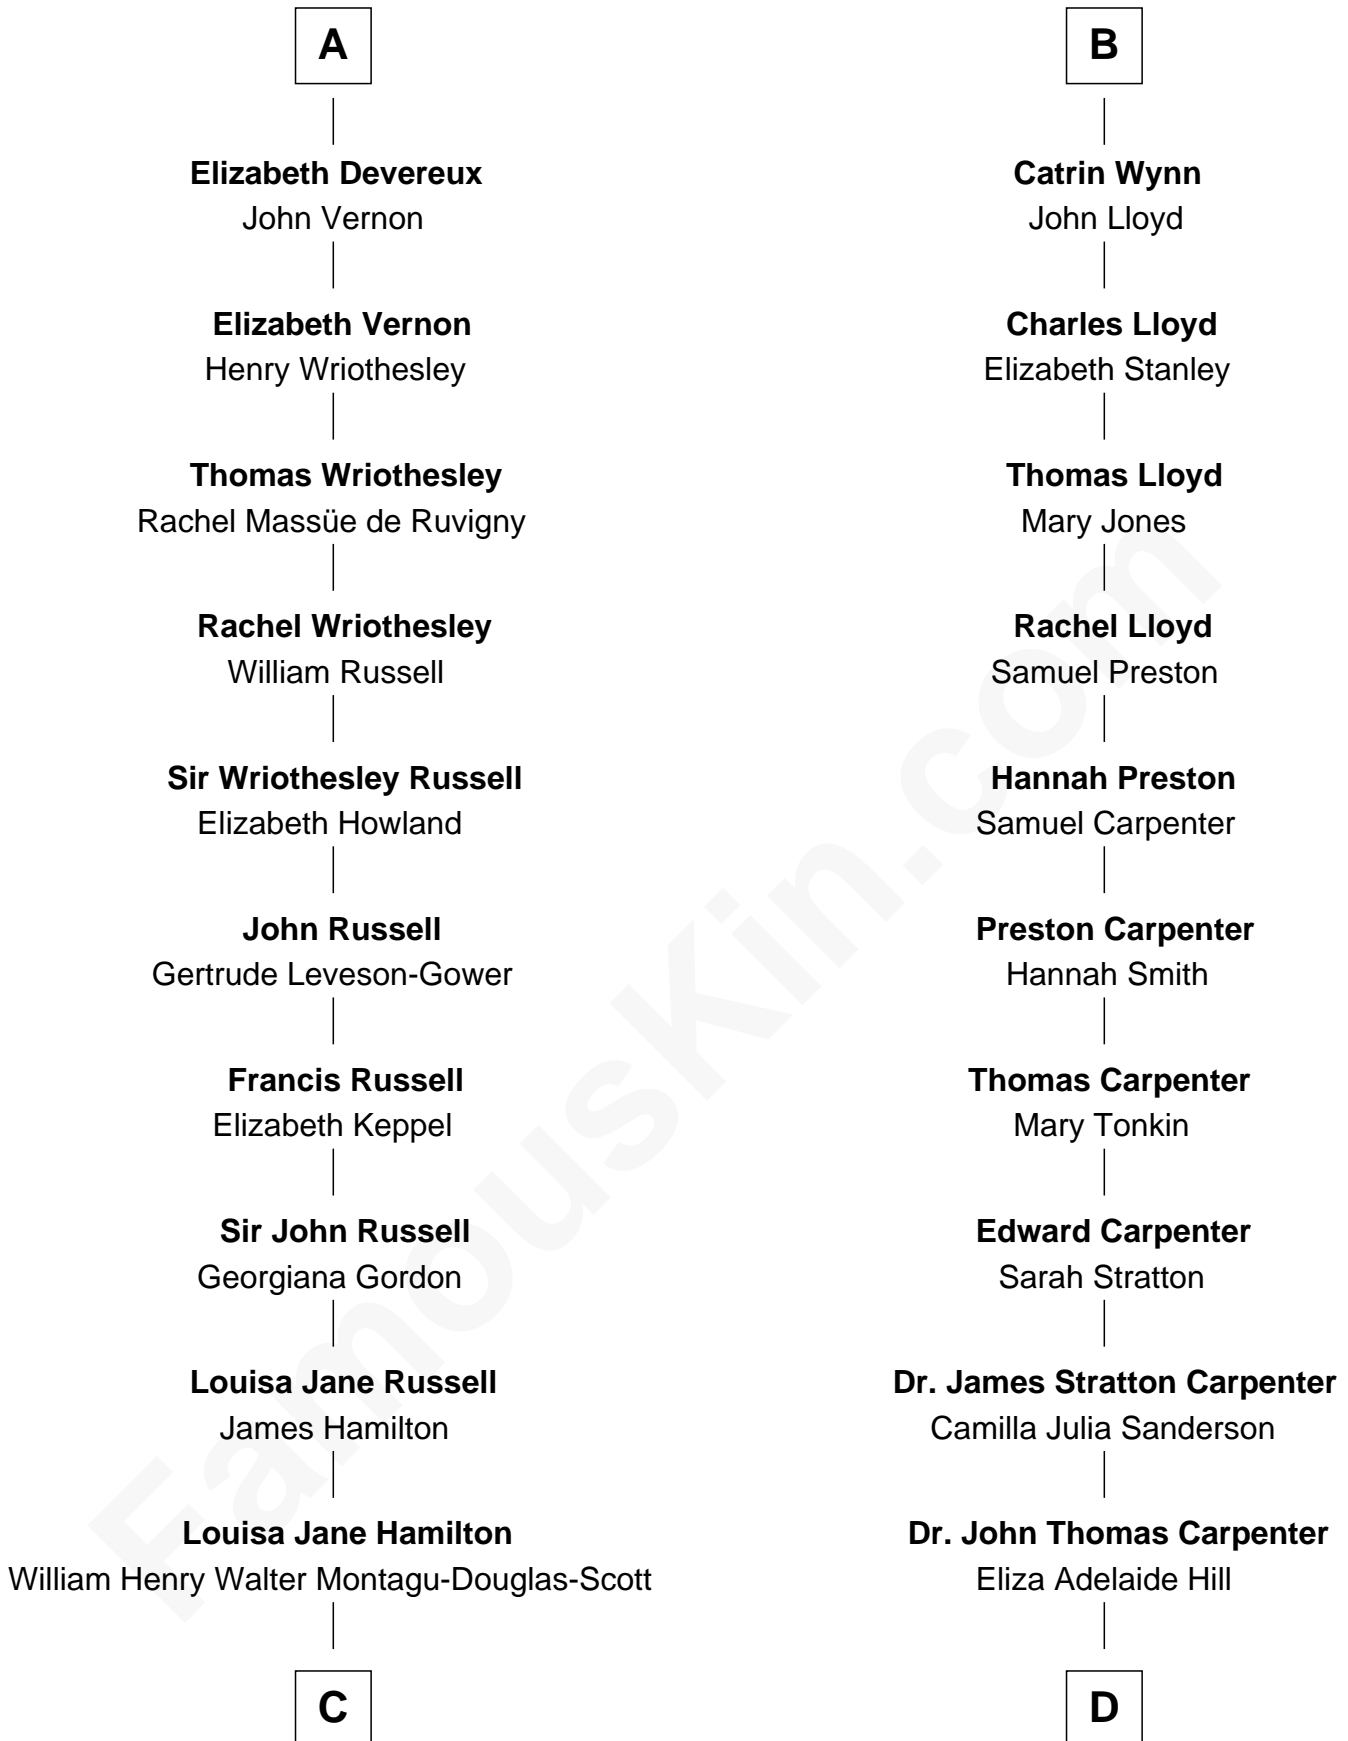 A
Elizabeth Devereux
John Vernon
Elizabeth Vernon
Henry Wriothesley
Thomas Wriothesley
Rachel Massüe de Ruvigny
Rachel Wriothesley
William Russell
Sir Wriothesley Russell
Elizabeth Howland
John Russell
Gertrude Leveson-Gower
Francis Russell
Elizabeth Keppel
Sir John Russell
Georgiana Gordon
Louisa Jane Russell
James Hamilton
Louisa Jane Hamilton
William Henry Walter Montagu-Douglas-Scott
C
B
Catrin Wynn
John Lloyd
Charles Lloyd
Elizabeth Stanley
Thomas Lloyd
Mary Jones
Rachel Lloyd
Samuel Preston
Hannah Preston
Samuel Carpenter
Preston Carpenter
Hannah Smith
Thomas Carpenter
Mary Tonkin
Edward Carpenter
Sarah Stratton
Dr. James Stratton Carpenter
Camilla Julia Sanderson
Dr. John Thomas Carpenter
Eliza Adelaide Hill
D
FamousKin.com